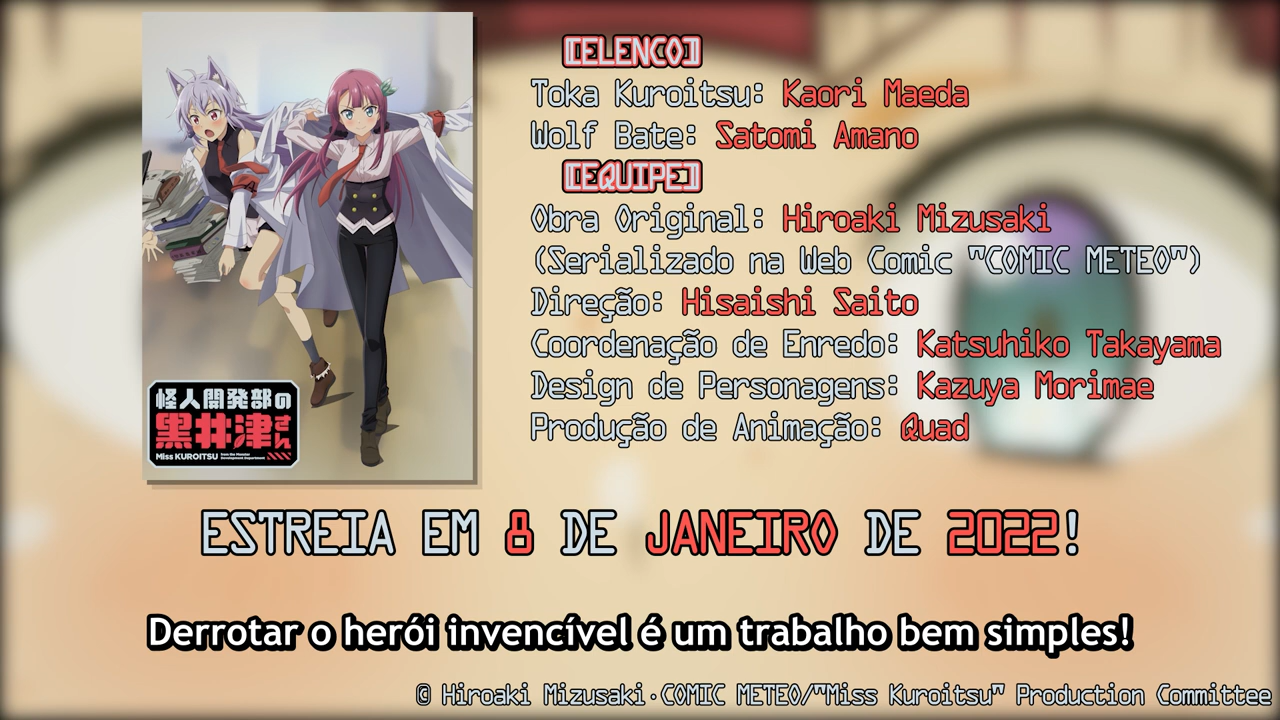 【ELENCO】
Toka Kuroitsu: Kaori Maeda
Wolf Bate: Satomi Amano
【EQUIPE】
Obra Original: Hiroaki Mizusaki
(Serializado na Web Comic "COMIC METEO")
Direção: Hisaishi Saito
Coordenação de Enredo: Katsuhiko Takayama
Design de Personagens: Kazuya Morimae
Produção de Animação: Quad
怪人開発部の
黒井津さん
Miss KUROITSU from the Monster Development Department
ESTREIA EM 8 DE JANEIRO DE 2022!
Derrotar o herói invencível é um trabalho bem simples!
© Hiroaki Mizusaki・COMIC METEO/"Miss Kuroitsu" Production Committee